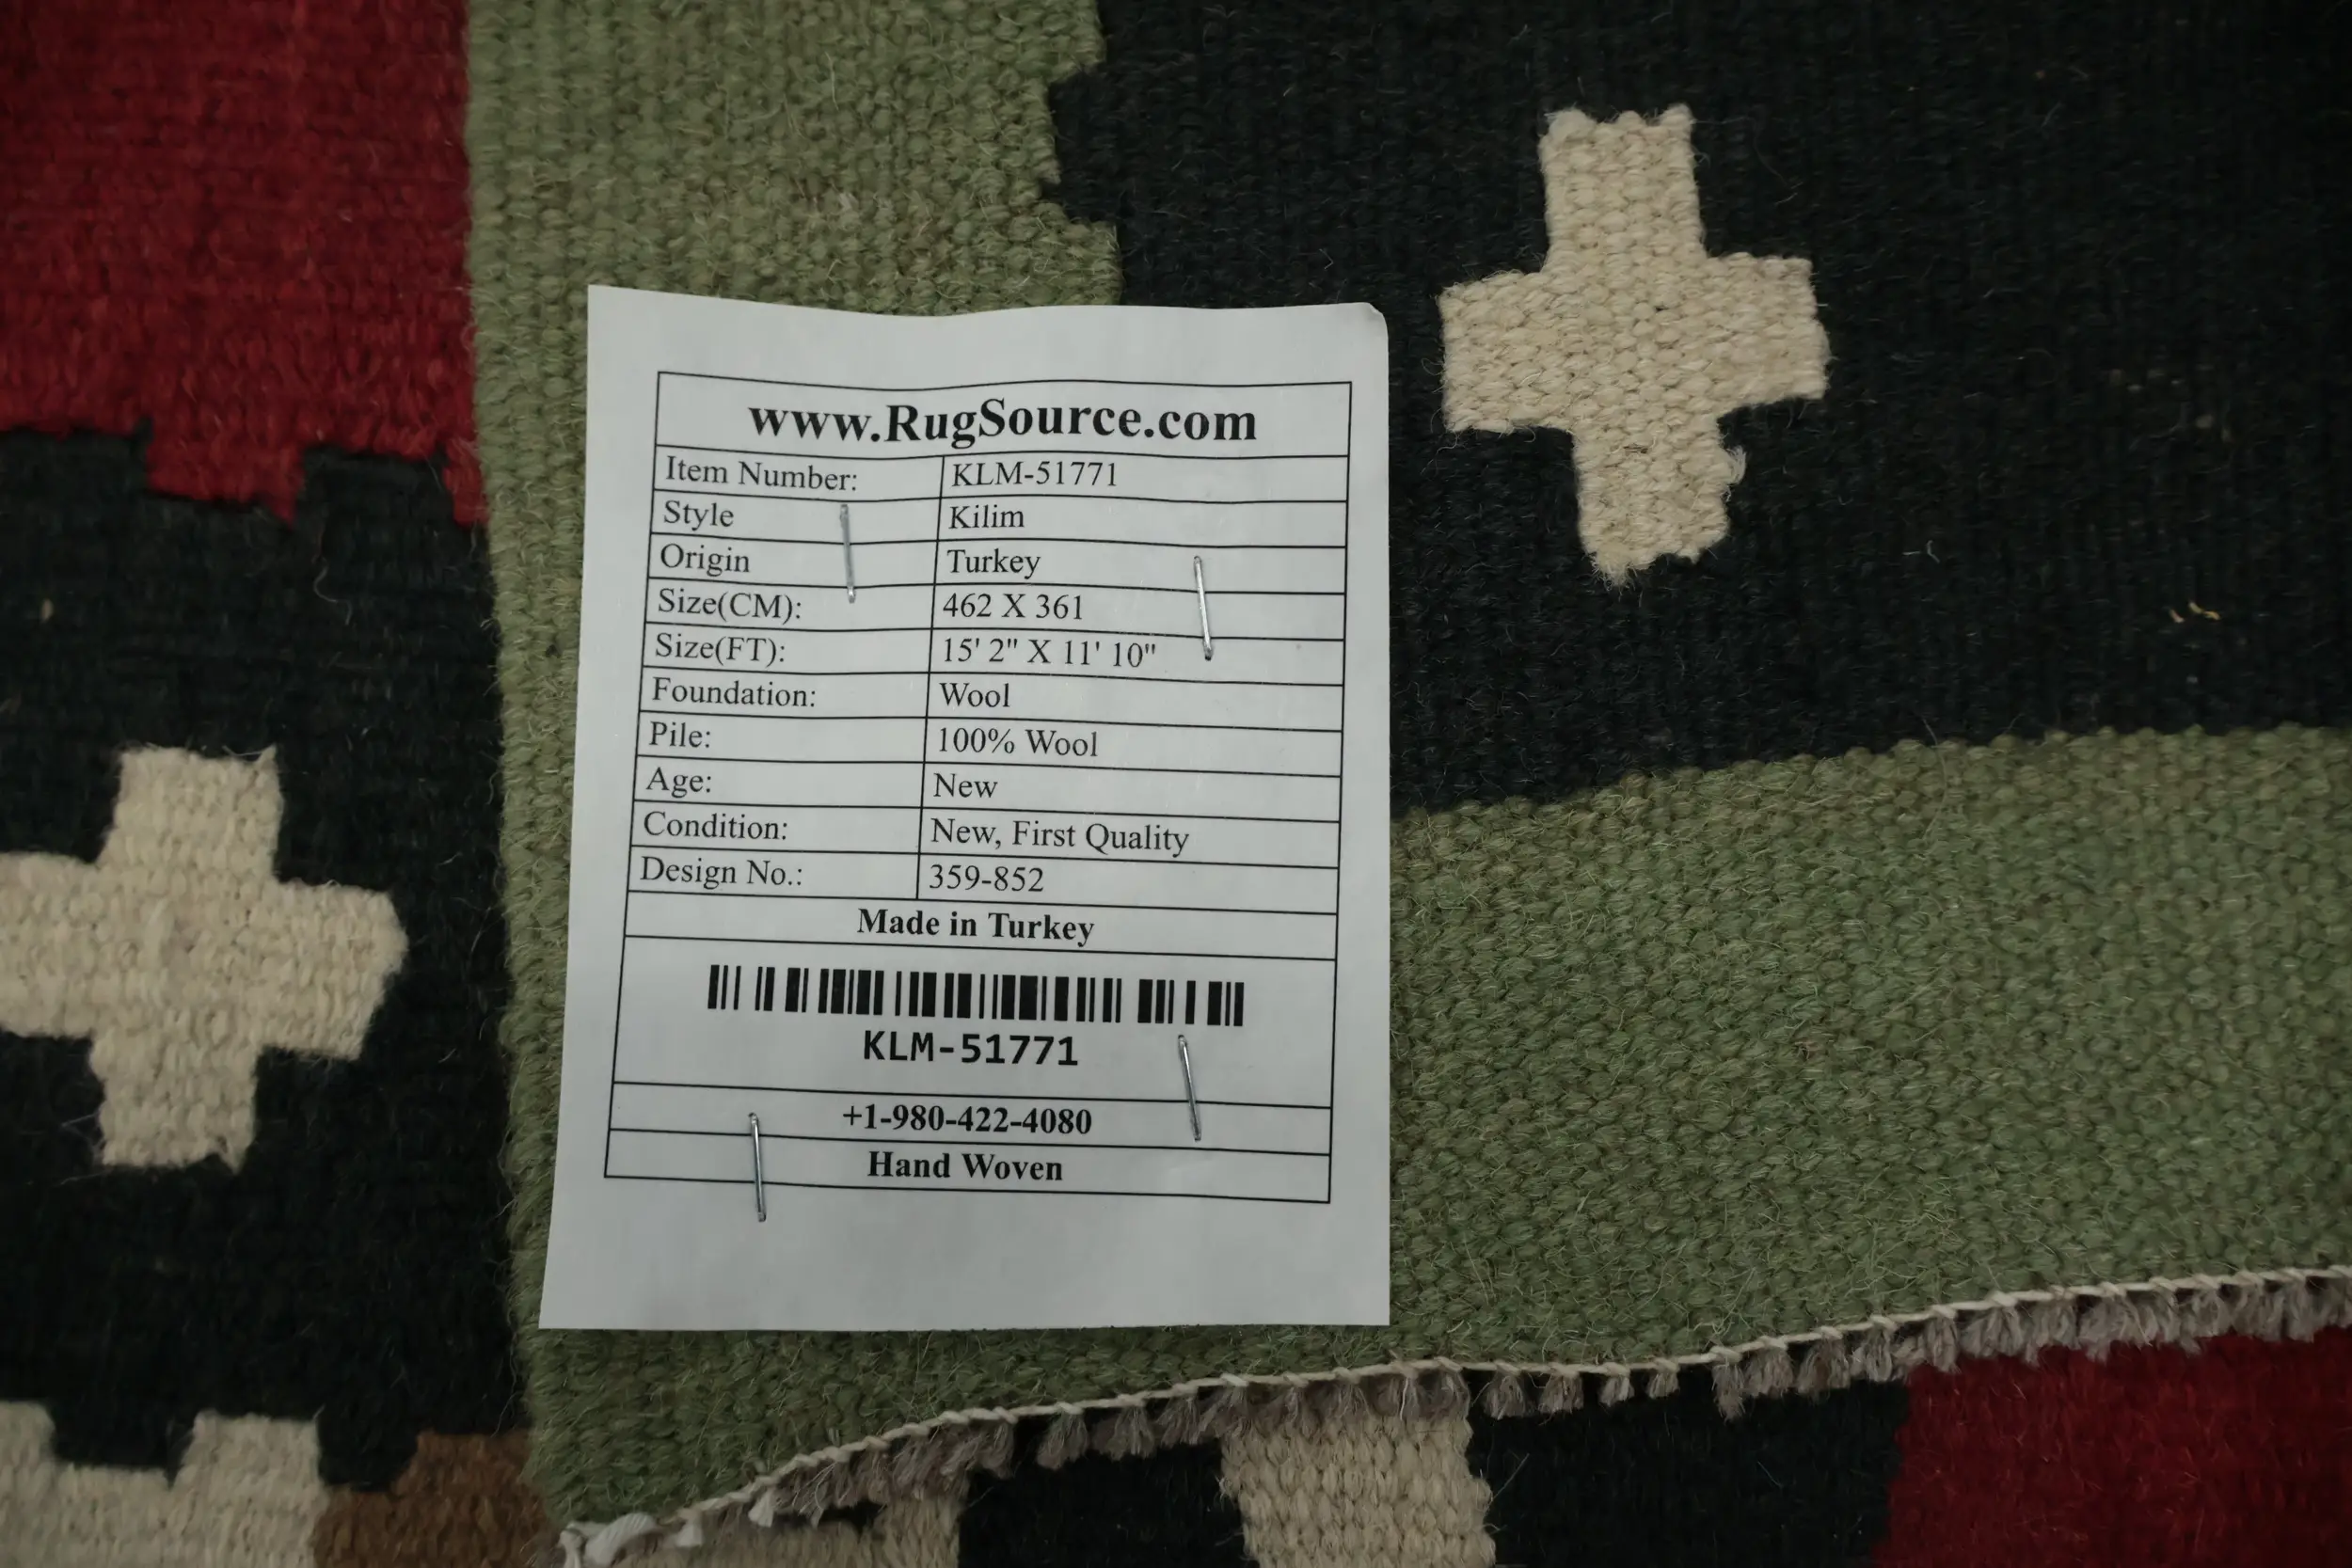 www.RugSource.com
Item Number: KLM-51771
Style Kilim
Origin Turkey
Size(CM): 462 X 361
Size(FT): 15' 2" X 11' 10"
Foundation: Wool
Pile: 100% Wool
Age: New
Condition: New, First Quality
Design No.: 359-852
Made in Turkey
KLM-51771
+1-980-422-4080
Hand Woven